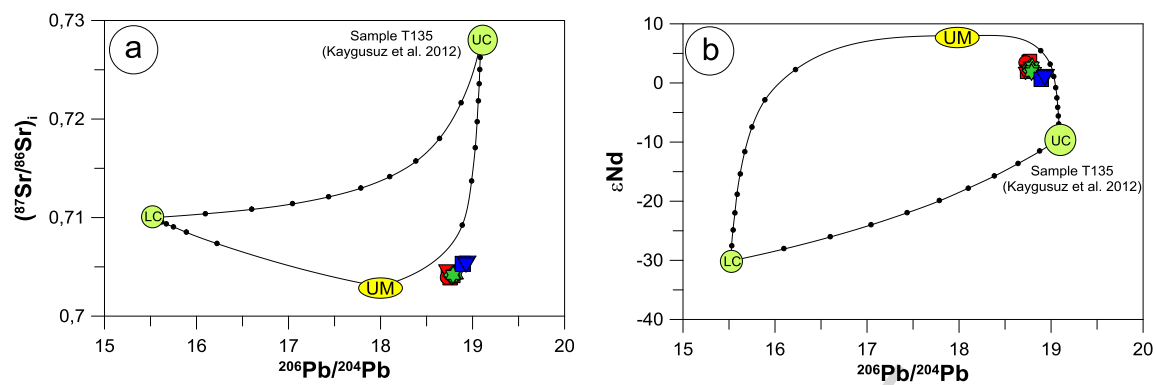 a
0,73
0,72
0,71
0,7
(⁸⁷Sr/⁸⁶Sr)ᵢ
Sample T135
(Kaygusuz et al. 2012)
UC
LC
UM
15 16 17 18 19 20
²⁰⁶Pb/²⁰⁴Pb
b
10
0
-10
-20
-30
-40
εNd
UM
UC
Sample T135
(Kaygusuz et al. 2012)
LC
15 16 17 18 19 20
²⁰⁶Pb/²⁰⁴Pb